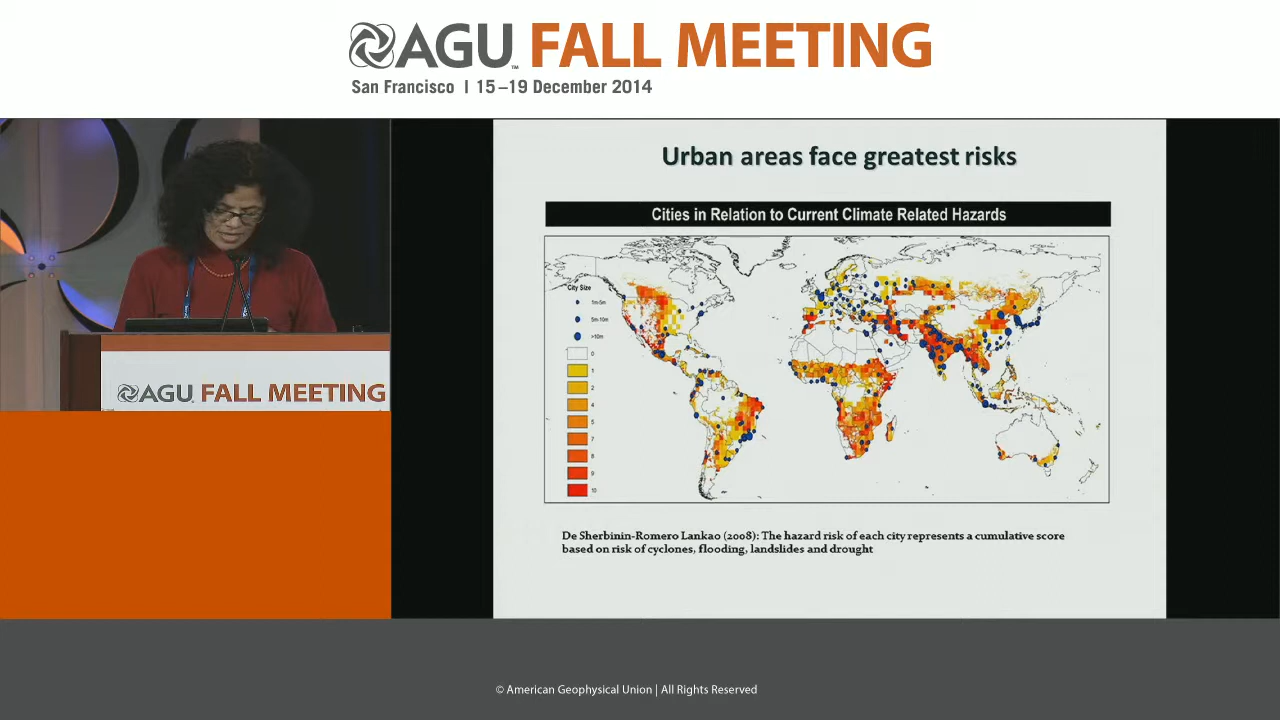 AGU™ FALL MEETING
San Francisco | 15–19 December 2014
AGU FALL MEETING
Urban areas face greatest risks
Cities in Relation to Current Climate Related Hazards
City Size
1m-5m
5m-10m
>10m
0
1
2
4
5
7
8
9
10
De Sherbinin-Romero Lankao (2008): The hazard risk of each city represents a cumulative score
based on risk of cyclones, flooding, landslides and drought
© American Geophysical Union | All Rights Reserved